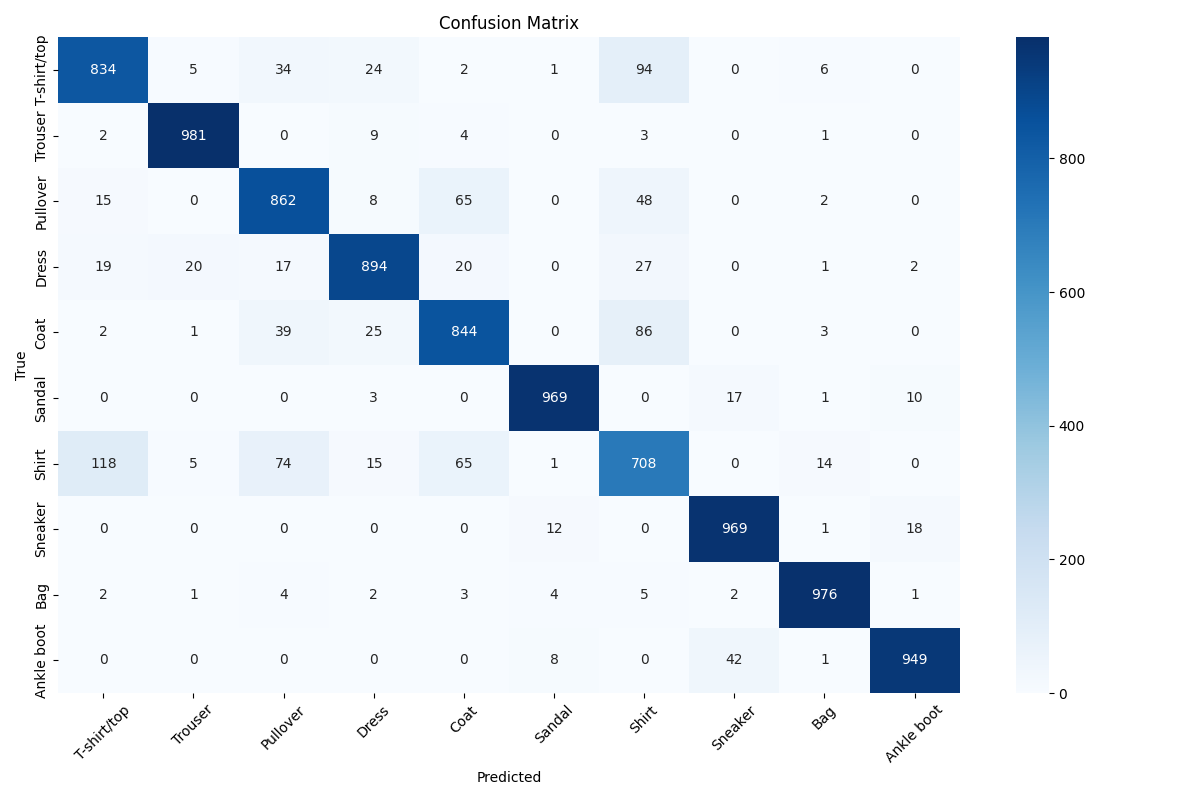 Confusion Matrix
T-shirt/top 834 5 34 24 2 1 94 0 6 0
Trouser 2 981 0 9 4 0 3 0 1 0
Pullover 15 0 862 8 65 0 48 0 2 0
Dress 19 20 17 894 20 0 27 0 1 2
Coat 2 1 39 25 844 0 86 0 3 0
Sandal 0 0 0 3 0 969 0 17 1 10
Shirt 118 5 74 15 65 1 708 0 14 0
Sneaker 0 0 0 0 0 12 0 969 1 18
Bag 2 1 4 2 3 4 5 2 976 1
Ankle boot 0 0 0 0 0 8 0 42 1 949
True
T-shirt/top Trouser Pullover Dress Coat Sandal Shirt Sneaker Bag Ankle boot
Predicted
800
600
400
200
0